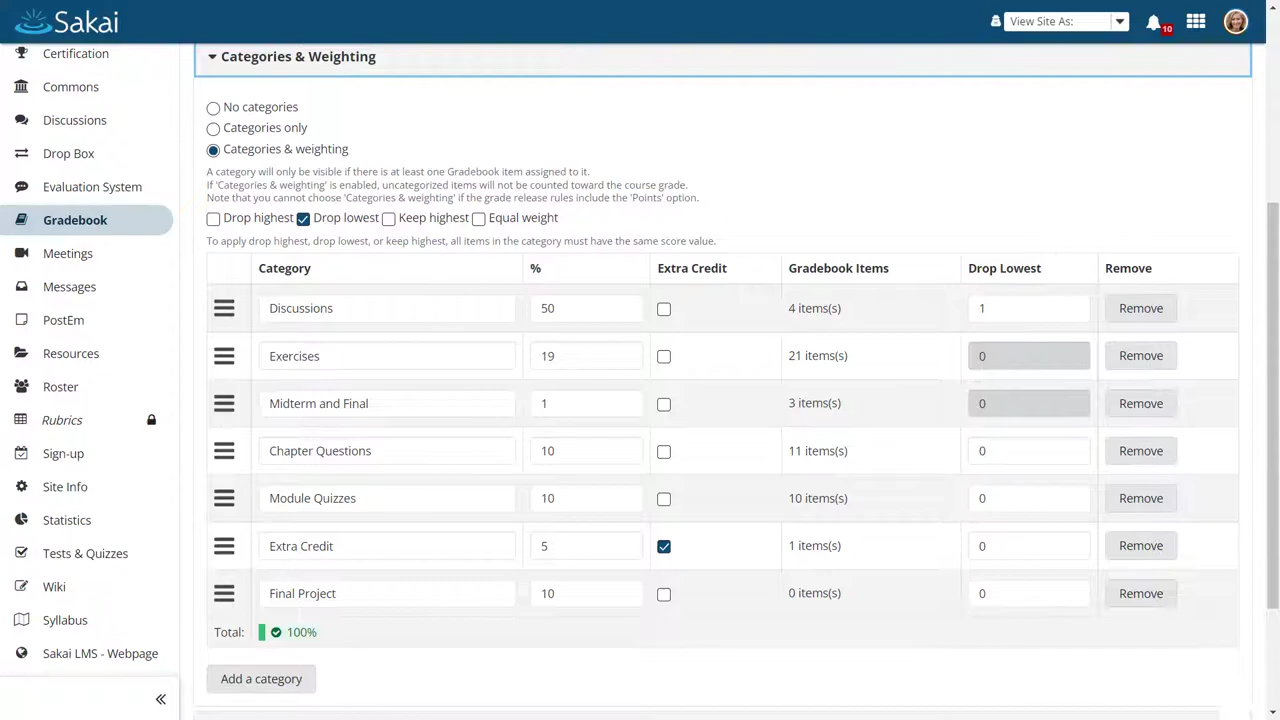 Sakai
View Site As:
10
Certification
Commons
Discussions
Drop Box
Evaluation System
Gradebook
Meetings
Messages
PostEm
Resources
Roster
Rubrics
Sign-up
Site Info
Statistics
Tests & Quizzes
Wiki
Syllabus
Sakai LMS - Webpage
Categories & Weighting
No categories
Categories only
Categories & weighting
A category will only be visible if there is at least one Gradebook item assigned to it.
If 'Categories & weighting' is enabled, uncategorized items will not be counted toward the course grade.
Note that you cannot choose 'Categories & weighting' if the grade release rules include the 'Points' option.
Drop highest Drop lowest Keep highest Equal weight
To apply drop highest, drop lowest, or keep highest, all items in the category must have the same score value.
Category % Extra Credit Gradebook Items Drop Lowest Remove
Discussions 50 4 items(s) 1 Remove
Exercises 19 21 items(s) 0 Remove
Midterm and Final 1 3 items(s) 0 Remove
Chapter Questions 10 11 items(s) 0 Remove
Module Quizzes 10 10 items(s) 0 Remove
Extra Credit 5 1 items(s) 0 Remove
Final Project 10 0 items(s) 0 Remove
Total: 100%
Add a category